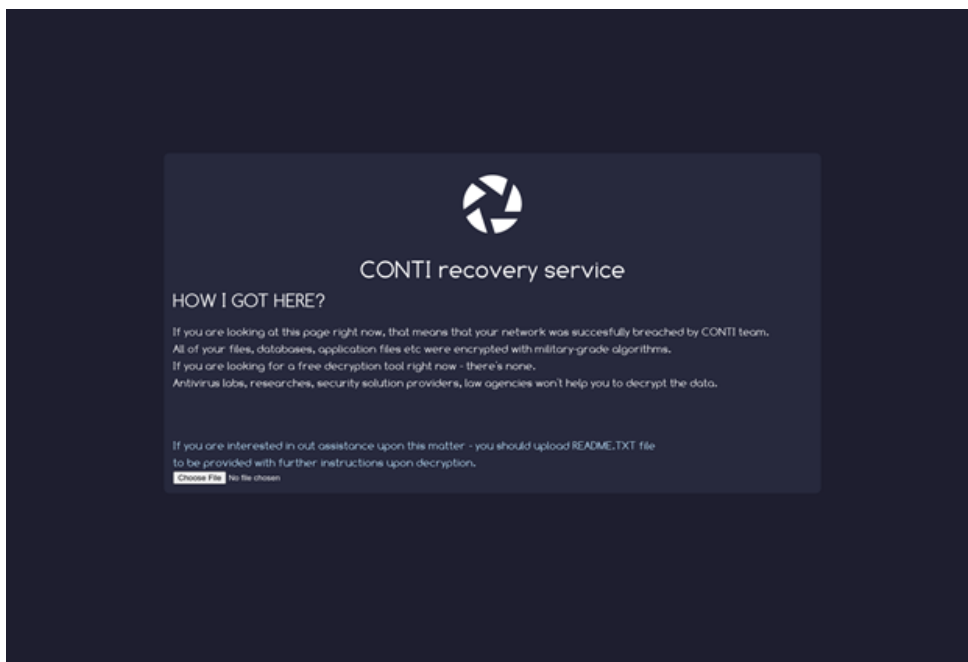 CONTI recovery service
HOW I GOT HERE?
If you are looking at this page right now, that means that your network was succesfully breached by CONTI team.
All of your files, databases, application files etc were encrypted with military-grade algorithms.
If you are looking for a free decryption tool right now - there's none.
Antivirus labs, researches, security solution providers, law agencies won't help you to decrypt the data.
If you are interested in out assistance upon this matter - you should upload README.TXT file
to be provided with further instructions upon decryption.
Choose File No file chosen